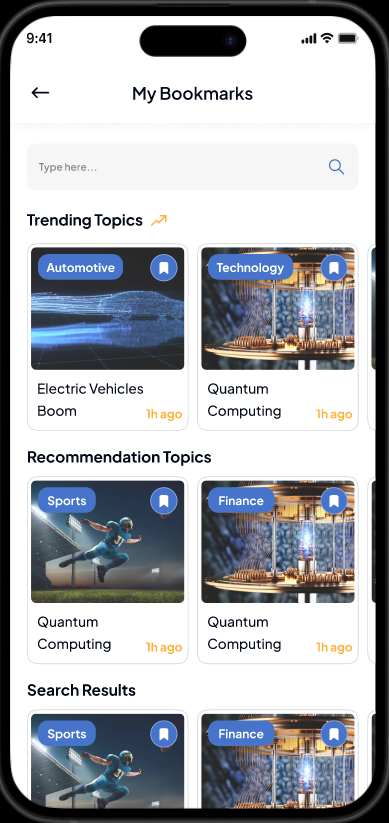 9:41
My Bookmarks
Type here...
Trending Topics
Automotive
Technology
Electric Vehicles
Boom
1h ago
Quantum
Computing
1h ago
Recommendation Topics
Sports
Finance
Quantum
Computing
1h ago
Quantum
Computing
1h ago
Search Results
Sports
Finance